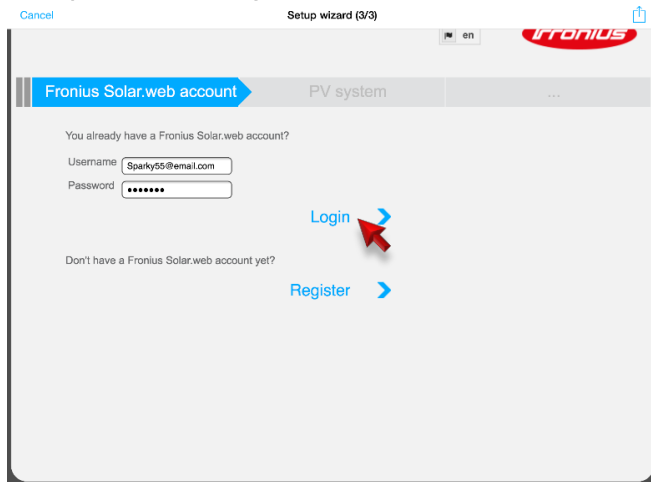 Cancel Setup wizard (3/3)
en Fronius
Fronius Solar.web account PV system ...
You already have a Fronius Solar.web account?
Username Sparky55@email.com
Password •••••••
Login
Don't have a Fronius Solar.web account yet?
Register